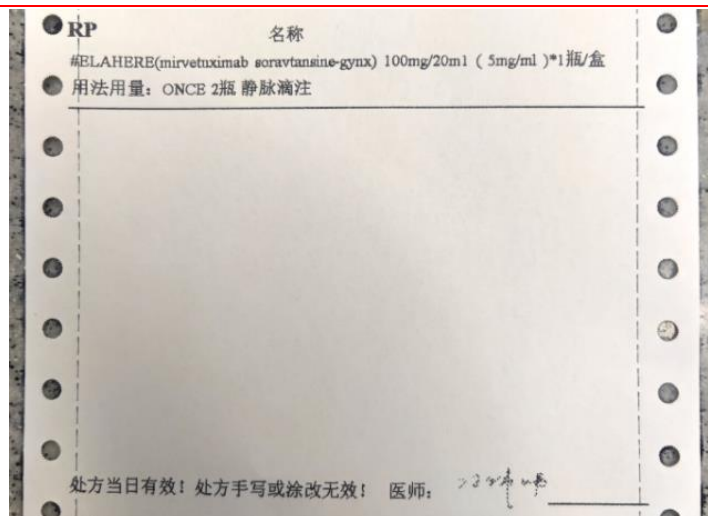 RP 名称
#ELAHERE(mirvetuximab soravtansine-gynx) 100mg/20ml ( 5mg/ml )*1瓶/盒
用法用量：ONCE 2瓶 静脉滴注
处方当日有效！处方手写或涂改无效！ 医师：